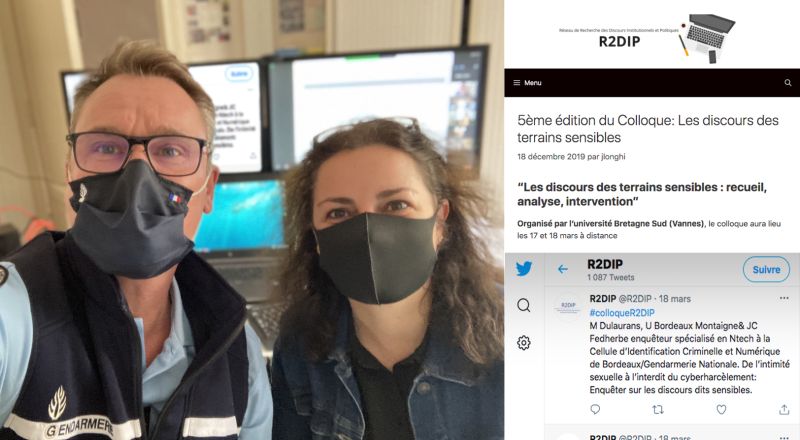 Suivre
GENDARMERIE
Réseau de Recherche des Discours Institutionnels et Politiques
R2DIP
Menu
5ème édition du Colloque: Les discours des
terrains sensibles
18 décembre 2019 par jlonghi
“Les discours des terrains sensibles : recueil,
analyse, intervention”
Organisé par l’université Bretagne Sud (Vannes), le colloque aura lieu
les 17 et 18 mars à distance
R2DIP
1 087 Tweets
Suivre
R2DIP @R2DIP · 18 mars
#colloqueR2DIP
M Dulaurans, U Bordeaux Montaigne& JC
Fedherbe enquêteur spécialisé en Ntech à la
Cellule d’Identification Criminelle et Numérique
de Bordeaux/Gendarmerie Nationale. De l’intimité
sexuelle à l’interdit du cyberharcèlement:
Enquêter sur les discours dits sensibles.
R2DIP @R2DIP · 18 mars